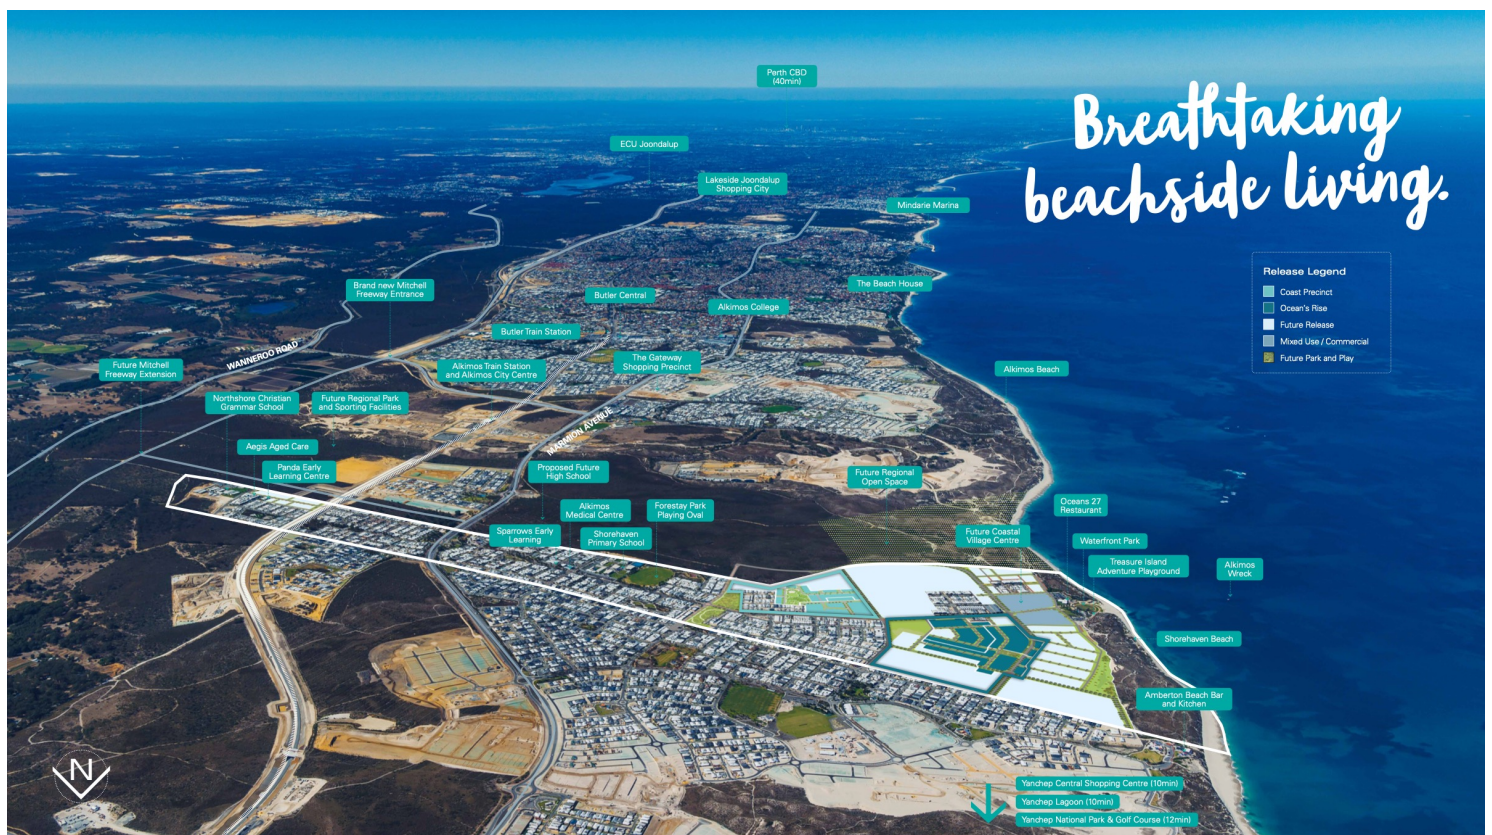 Perth CBD
(40min)
Breathtaking
beachside living.
ECU Joondalup
Lakeside Joondalup
Shopping City
Mindarie Marina
Release Legend
Coast Precinct
Ocean's Rise
Future Release
Mixed Use / Commercial
Future Park and Play
Brand new Mitchell
Freeway Entrance
Butler Central
Alkimos College
The Beach House
Butler Train Station
WANNEROO ROAD
Future Mitchell
Freeway Extension
Alkimos Train Station
and Alkimos City Centre
The Gateway
Shopping Precinct
Alkimos Beach
Northshore Christian
Grammar School
Future Regional Park
and Sporting Facilities
MARMION AVENUE
Aegis Aged Care
Panda Early
Learning Centre
Proposed Future
High School
Future Regional
Open Space
Alkimos
Medical Centre
Forestay Park
Playing Oval
Oceans 27
Restaurant
Sparrows Early
Learning
Shorehaven
Primary School
Future Coastal
Village Centre
Waterfront Park
Treasure Island
Adventure Playground
Alkimos
Wreck
Shorehaven Beach
Amberton Beach Bar
and Kitchen
N
Yanchep Central Shopping Centre (10min)
Yanchep Lagoon (10min)
Yanchep National Park & Golf Course (12min)